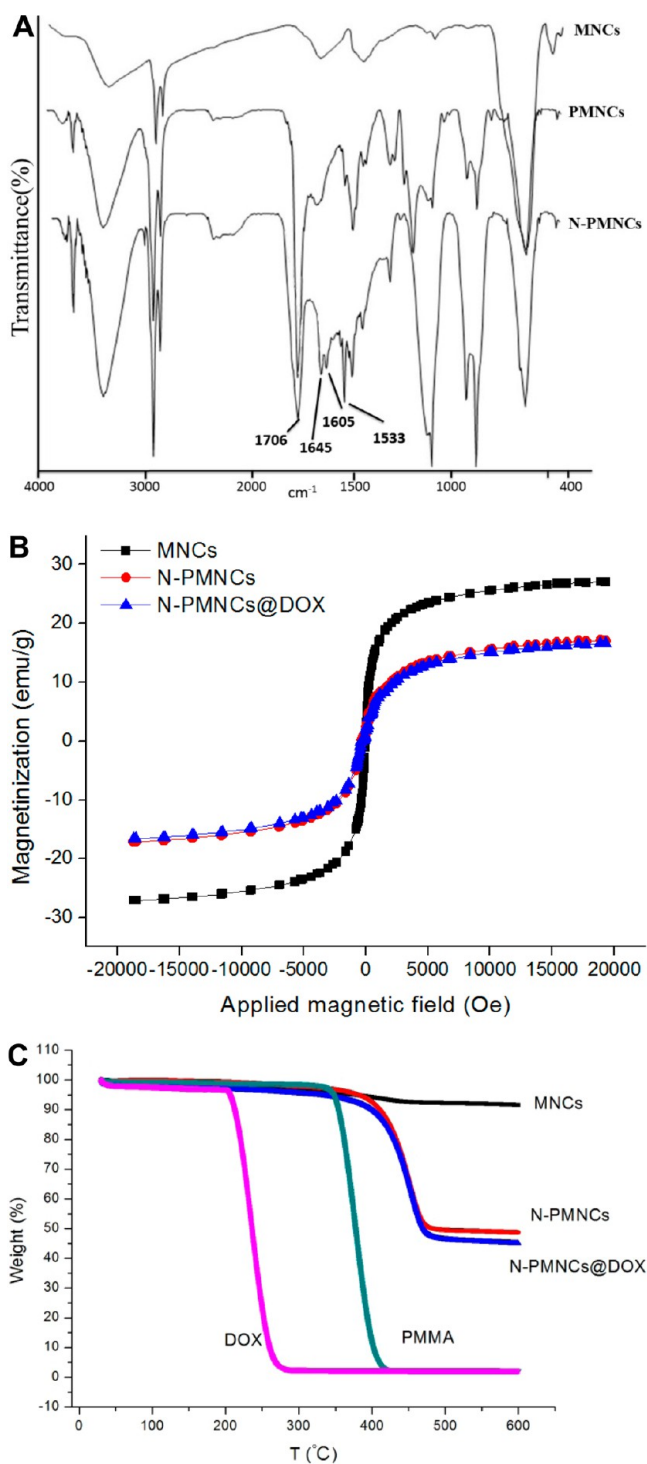 A
MNCs
PMNCs
N-PMNCs
Transmittance(%)
1706
1645
1605
1533
4000 3000 2000 1500 1000 400
cm-1
B
MNCs
N-PMNCs
N-PMNCs@DOX
30
20
10
0
-10
-20
-30
Magnetinization (emu/g)
-20000 -15000 -10000 -5000 0 5000 10000 15000 20000
Applied magnetic field (Oe)
C
110
100
90
80
70
60
50
40
30
20
10
0
-10
Weight (%)
MNCs
N-PMNCs
N-PMNCs@DOX
DOX
PMMA
0 100 200 300 400 500 600
T (°C)